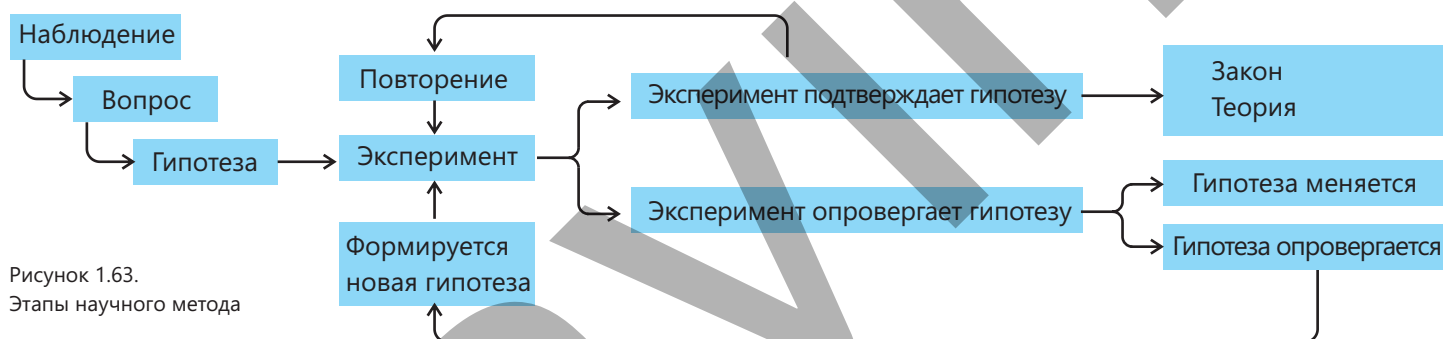 Наблюдение
Вопрос
Гипотеза
Повторение
Эксперимент
Формируется
новая гипотеза
Эксперимент подтверждает гипотезу
Эксперимент опровергает гипотезу
Закон
Теория
Гипотеза меняется
Гипотеза опровергается
Рисунок 1.63.
Этапы научного метода